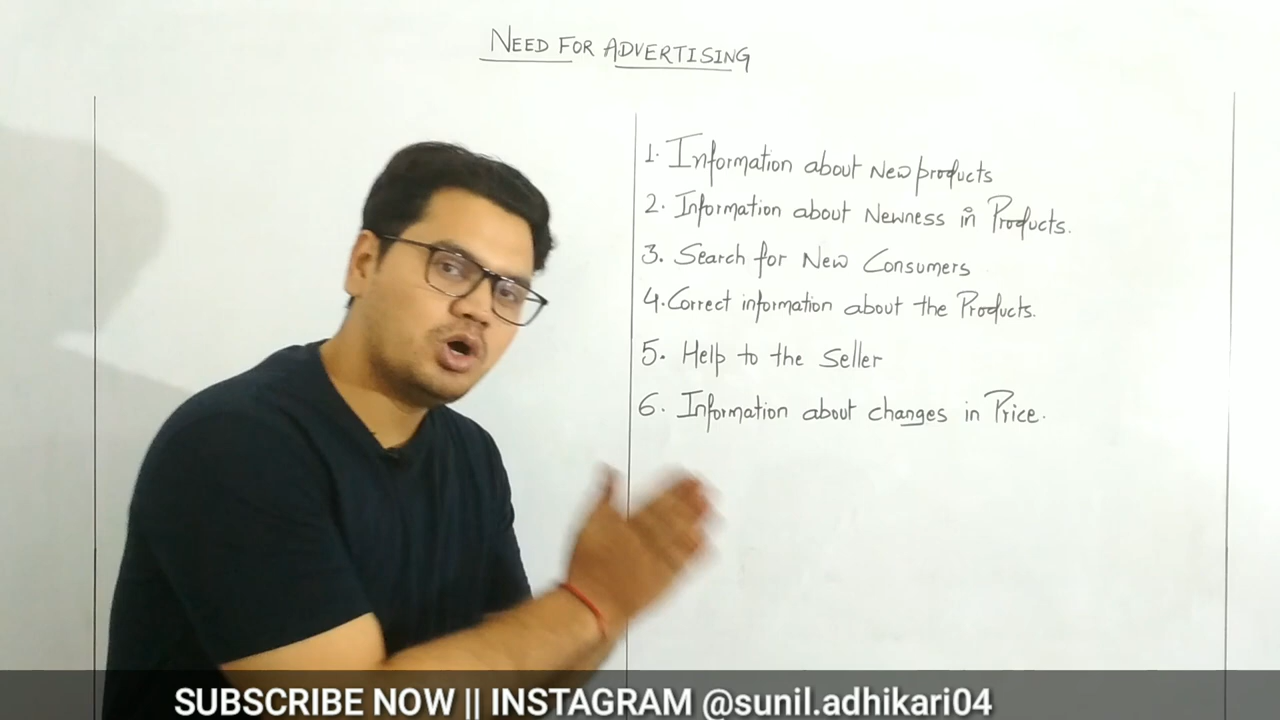 NEED FOR ADVERTISING
1. Information about New products
2. Information about Newness in Products.
3. Search for New Consumers
4. Correct information about the Products.
5. Help to the Seller
6. Information about changes in Price.
SUBSCRIBE NOW || INSTAGRAM @sunil.adhikari04